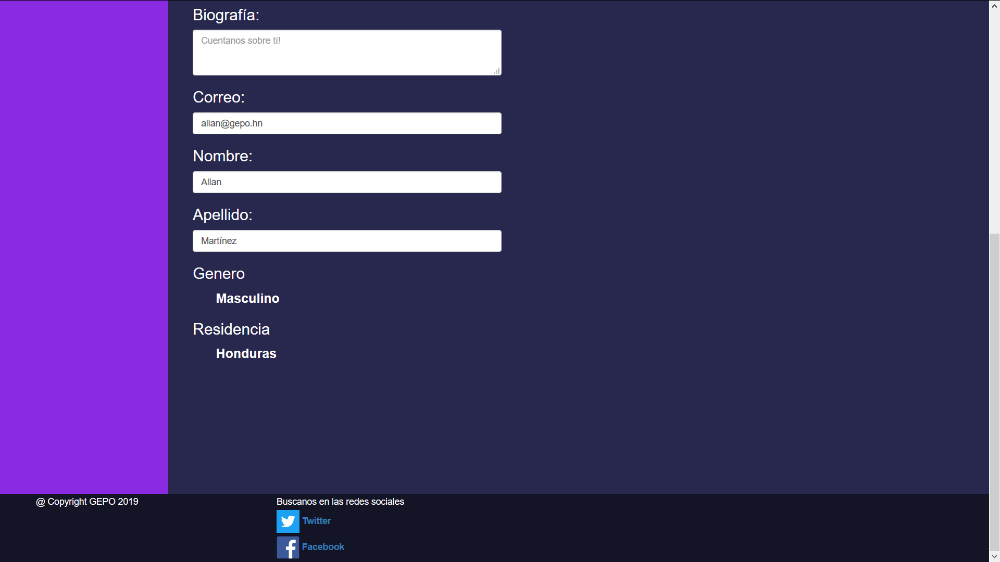 Biografía:
Cuentanos sobre tí!
Correo:
allan@gepo.hn
Nombre:
Allan
Apellido:
Martínez
Genero
Masculino
Residencia
Honduras
@ Copyright GEPO 2019
Buscanos en las redes sociales
Twitter
Facebook